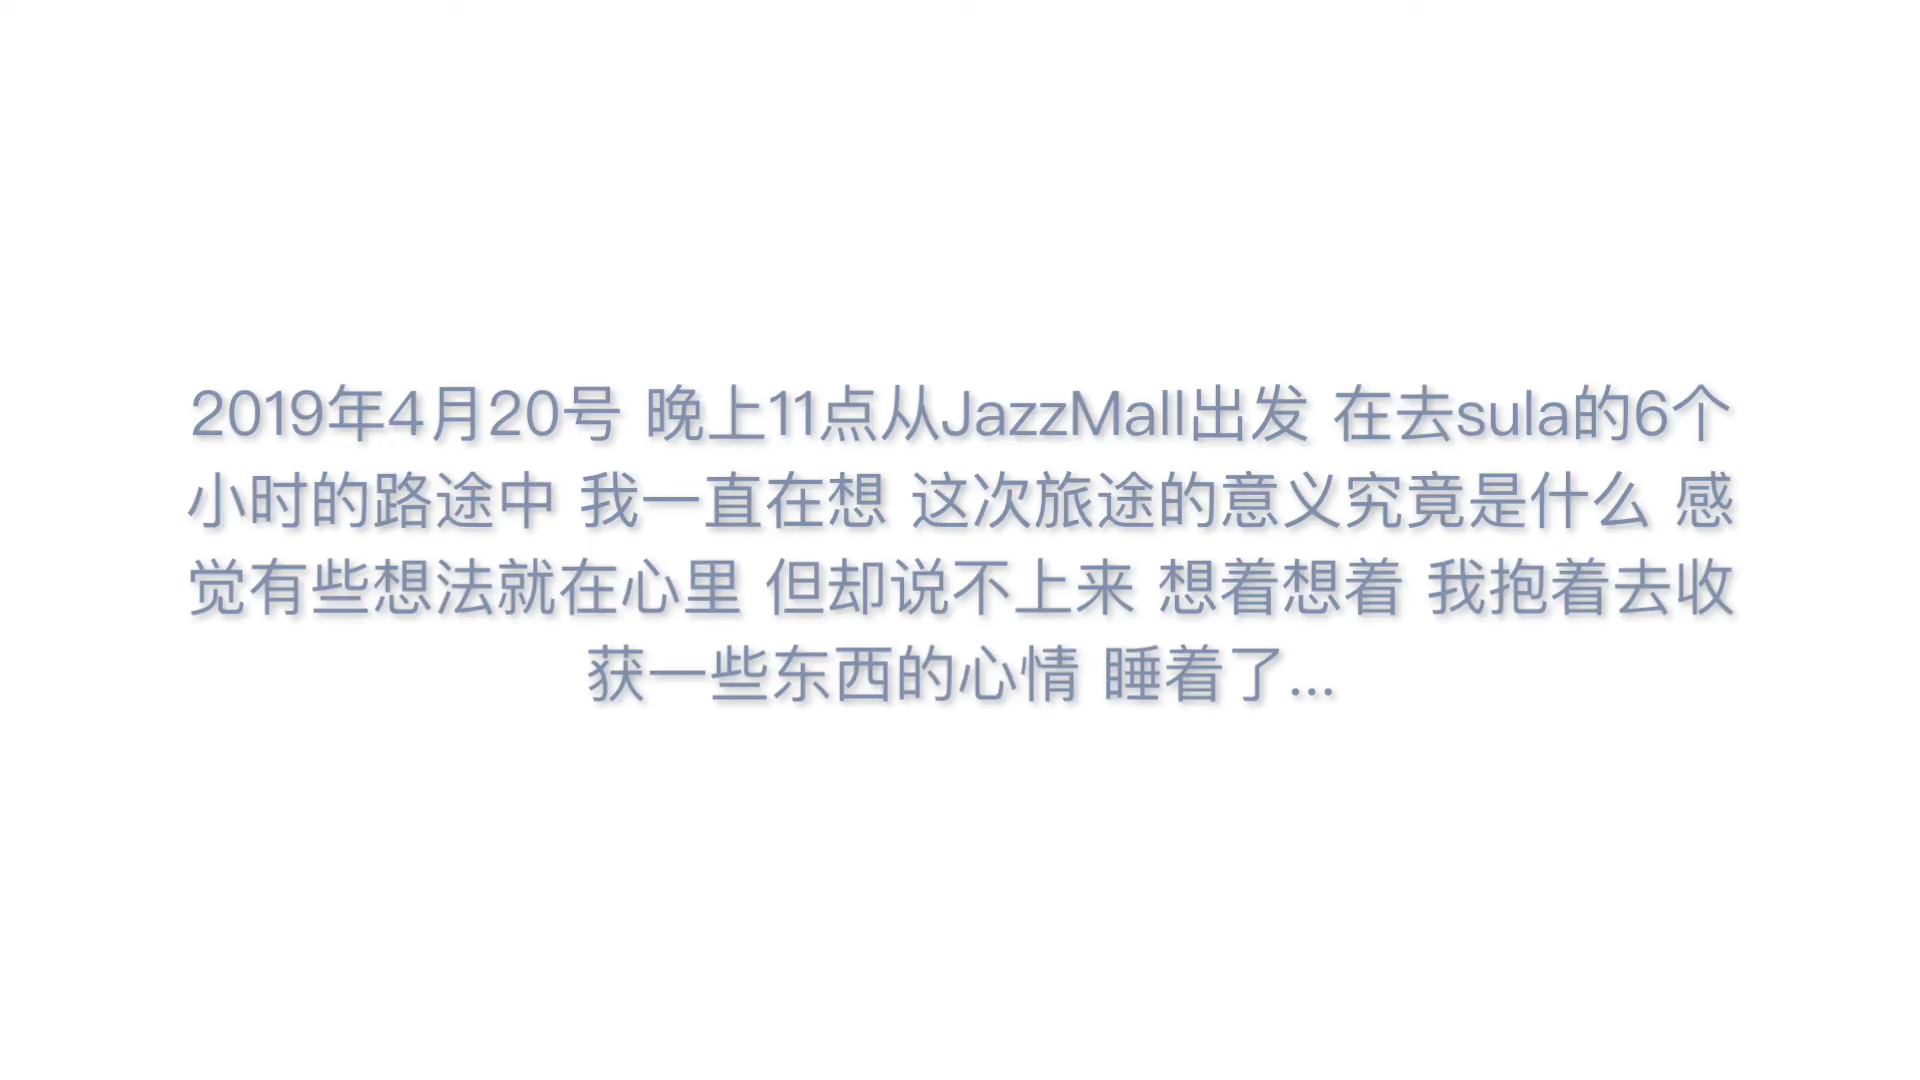 2019年4月20号 晚上11点从JazzMall出发 在去sula的6个
小时的路途中 我一直在想 这次旅途的意义究竟是什么 感
觉有些想法就在心里 但却说不上来 想着想着 我抱着去收
获一些东西的心情 睡着了...